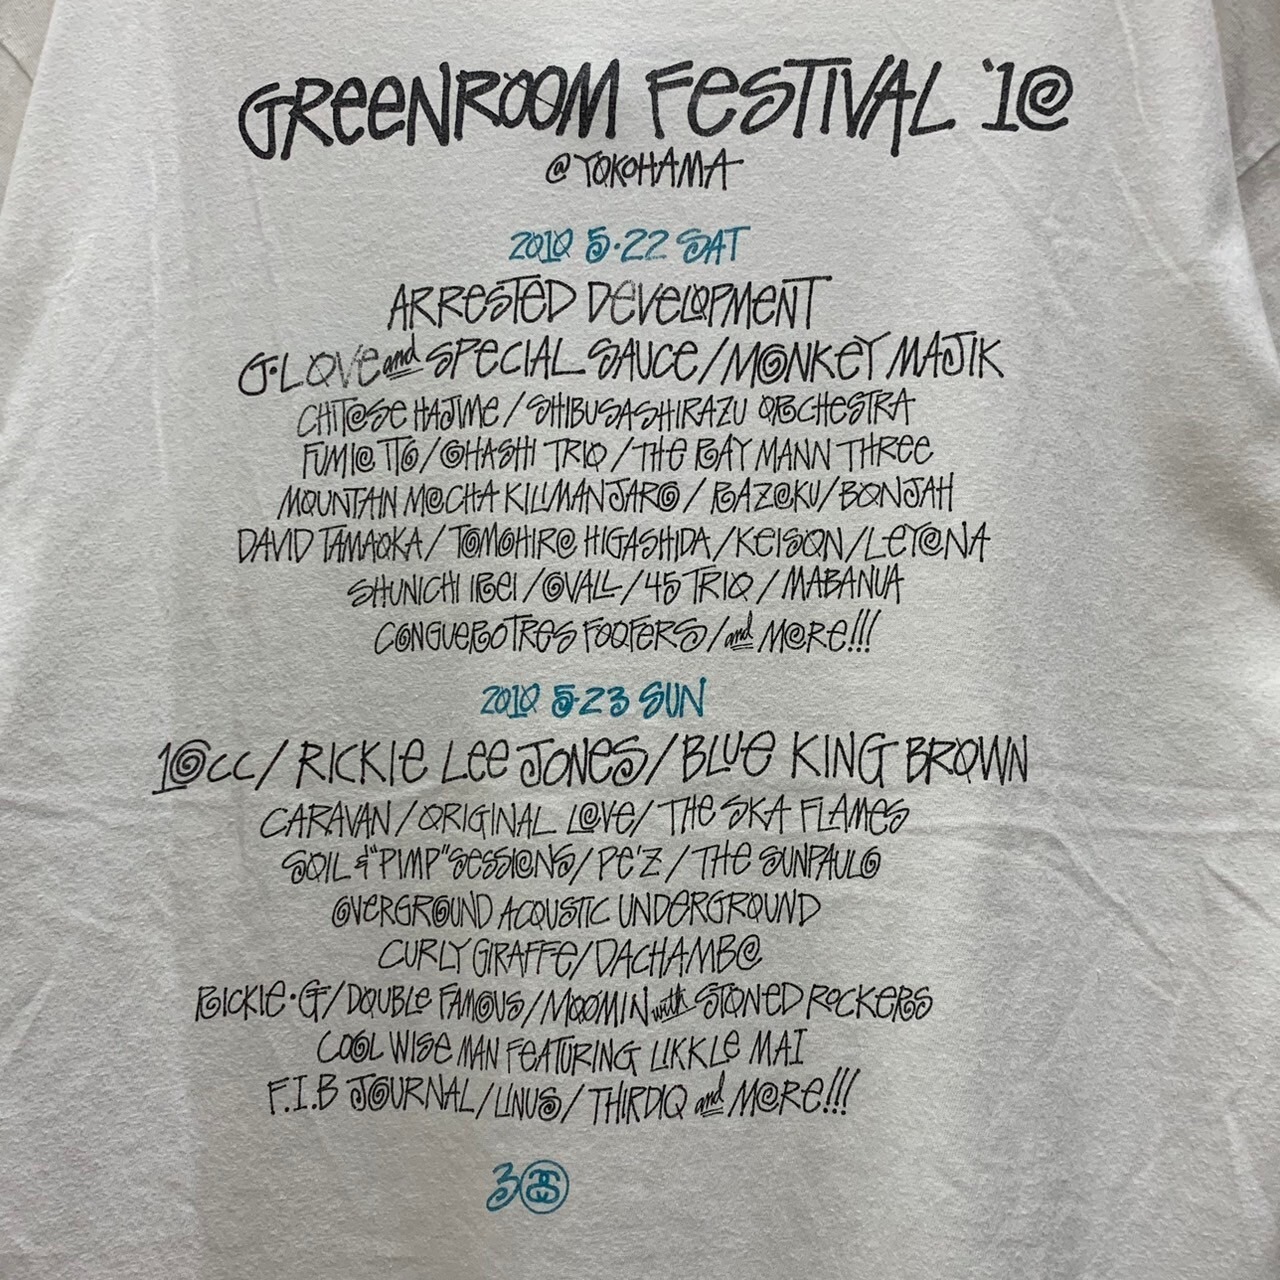 GREENROOM FESTIVAL '10
@YOKOHAMA
2010 5.22 SAT
ARRESTED DEVELOPMENT
G.LOVE and SPECIAL SAUCE/MONKEY MAJIK
CHITOSE HAJIME/SHIBUSASHIRAZU ORCHESTRA
FUMIO ITO/OHASHI TRIO/THE RAY MANN THREE
MOUNTAIN MOCHA KILIMANJARO/RAZOKU/BONJAH
DAVID TAMAOKA/TOMOHIRO HIGASHIDA/KEISON/LEYONA
SHUNICHI IBEI/OVALL/45 TRIO/MABANUA
CONGUEROTRES FOOFERS/and MORE!!!
2010 5.23 SUN
10CC/RICKIE LEE JONES/BLUE KING BROWN
CARAVAN/ORIGINAL LOVE/THE SKA FLAMES
SOIL &"PIMP"SESSIONS/PE'Z/THE SUNPAULO
OVERGROUND ACOUSTIC UNDERGROUND
CURLY GIRAFFE/DACHAMBO
RICKIE-G/DOUBLE FAMOUS/MOOMIN with STONED ROCKERS
COOL WISE MAN FEATURING LIKKLE MAI
F.I.B JOURNAL/LINUS/THIRDIQ and MORE!!!
30